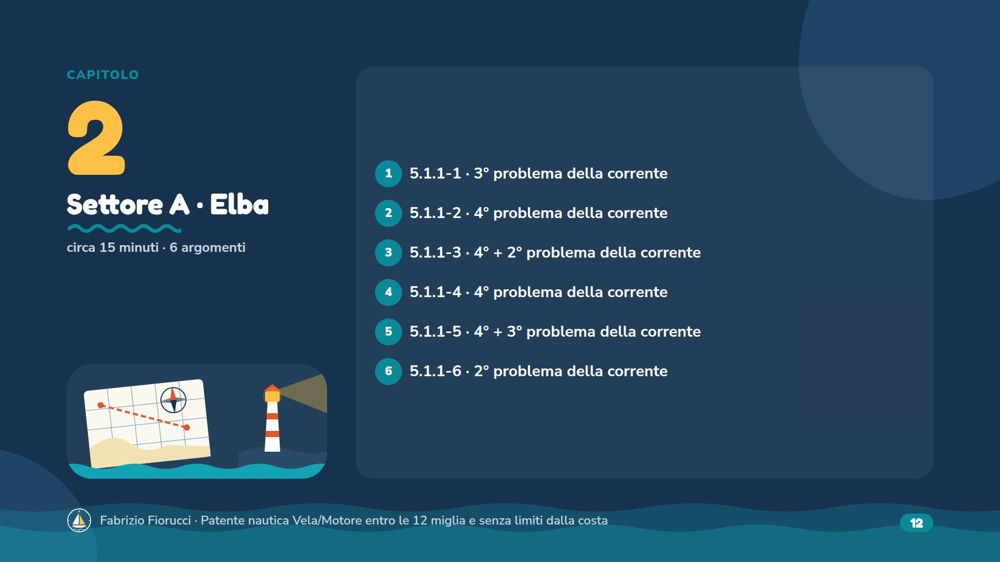 CAPITOLO
2
Settore A · Elba
circa 15 minuti · 6 argomenti
1 5.1.1-1 · 3° problema della corrente
2 5.1.1-2 · 4° problema della corrente
3 5.1.1-3 · 4° + 2° problema della corrente
4 5.1.1-4 · 4° problema della corrente
5 5.1.1-5 · 4° + 3° problema della corrente
6 5.1.1-6 · 2° problema della corrente
Fabrizio Fiorucci · Patente nautica Vela/Motore entro le 12 miglia e senza limiti dalla costa
12